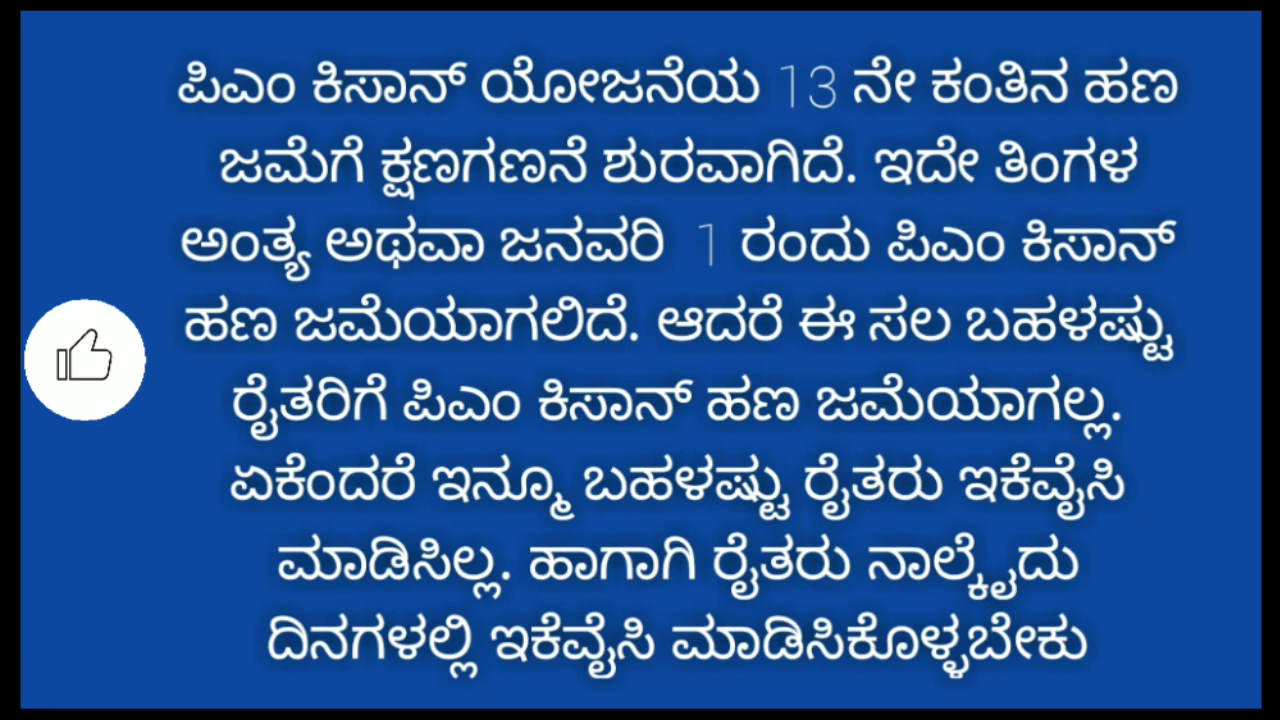 ಪಿಎಂ ಕಿಸಾನ್ ಯೋಜನೆಯ 13 ನೇ ಕಂತಿನ ಹಣ
ಜಮೆಗೆ ಕ್ಷಣಗಣನೆ ಶುರವಾಗಿದೆ. ಇದೇ ತಿಂಗಳ
ಅಂತ್ಯ ಅಥವಾ ಜನವರಿ 1 ರಂದು ಪಿಎಂ ಕಿಸಾನ್
ಹಣ ಜಮೆಯಾಗಲಿದೆ. ಆದರೆ ಈ ಸಲ ಬಹಳಷ್ಟು
ರೈತರಿಗೆ ಪಿಎಂ ಕಿಸಾನ್ ಹಣ ಜಮೆಯಾಗಲ್ಲ.
ಏಕೆಂದರೆ ಇನ್ಮೂ ಬಹಳಷ್ಟು ರೈತರು ಇಕೆವೈಸಿ
ಮಾಡಿಸಿಲ್ಲ. ಹಾಗಾಗಿ ರೈತರು ನಾಲ್ಕೈದು
ದಿನಗಳಲ್ಲಿ ಇಕೆವೈಸಿ ಮಾಡಿಸಿಕೊಳ್ಳಬೇಕು